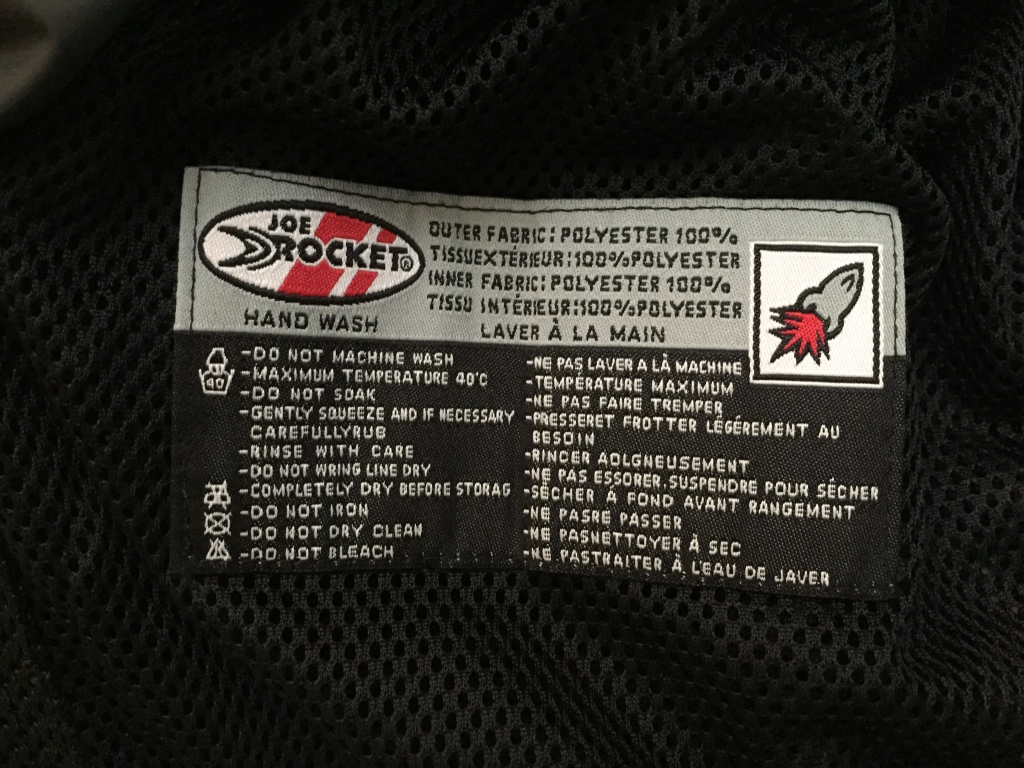 JOE
ROCKET®
OUTER FABRIC: POLYESTER 100%
TISSUEXTÉRIEUR:100%POLYESTER
INNER FABRIC: POLYESTER 100%
TISSU INTÉRIEUR:100%POLYESTER
HAND WASH
LAVER À LA MAIN
40
-DO NOT MACHINE WASH
-MAXIMUM TEMPERATURE 40°C
-DO NOT SOAK
-GENTLY SQUEEZE AND IF NECESSARY
CAREFULLYRUB
-RINSE WITH CARE
-DO NOT WRING LINE DRY
-COMPLETELY DRY BEFORE STORAG
-DO NOT IRON
-DO NOT DRY CLEAN
-DO NOT BLEACH
-NE PAS LAVER A LÀ MACHINE
-TEMPÉRATURE MAXIMUM
-NE PAS FAIRE TREMPER
-PRESSERET FROTTER LÉGÉREMENT AU
BESOIN
-RINCER AOLGNEUSEMENT
-NE PAS ESSORER.SUSPENDRE POUR SÉCHER
-SÉCHER À FOND AVANT RANGEMENT
-NE PASRE PASSER
-NE PASNETTOYER À SEC
-NE PASTRAITER À L'EAU DE JAVER